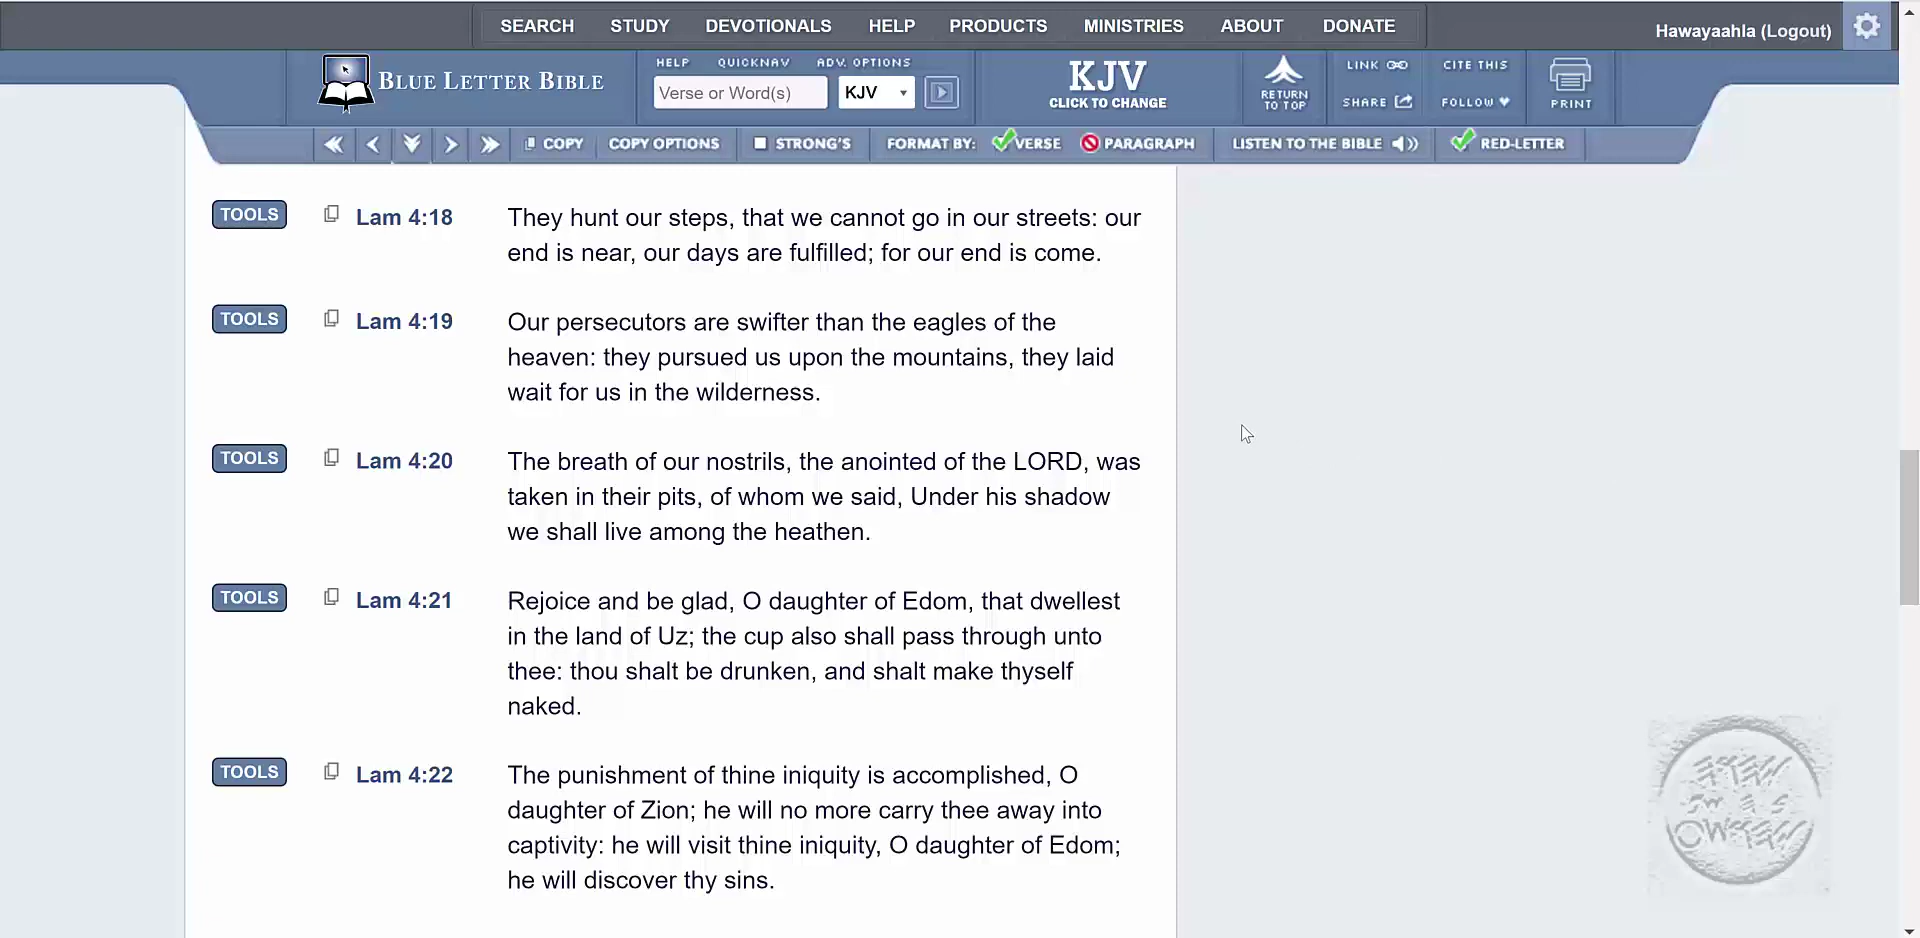 SEARCH STUDY DEVOTIONALS HELP PRODUCTS MINISTRIES ABOUT DONATE
Hawayaahla (Logout)
BLUE LETTER BIBLE
HELP QUICKNAV ADV. OPTIONS
Verse or Word(s) KJV
KJV
CLICK TO CHANGE
RETURN
TO TOP
LINK
SHARE
CITE THIS
FOLLOW
PRINT
COPY COPY OPTIONS STRONG'S FORMAT BY: VERSE PARAGRAPH LISTEN TO THE BIBLE RED-LETTER
TOOLS Lam 4:18 They hunt our steps, that we cannot go in our streets: our
end is near, our days are fulfilled; for our end is come.
TOOLS Lam 4:19 Our persecutors are swifter than the eagles of the
heaven: they pursued us upon the mountains, they laid
wait for us in the wilderness.
TOOLS Lam 4:20 The breath of our nostrils, the anointed of the LORD, was
taken in their pits, of whom we said, Under his shadow
we shall live among the heathen.
TOOLS Lam 4:21 Rejoice and be glad, O daughter of Edom, that dwellest
in the land of Uz; the cup also shall pass through unto
thee: thou shalt be drunken, and shalt make thyself
naked.
TOOLS Lam 4:22 The punishment of thine iniquity is accomplished, O
daughter of Zion; he will no more carry thee away into
captivity: he will visit thine iniquity, O daughter of Edom;
he will discover thy sins.